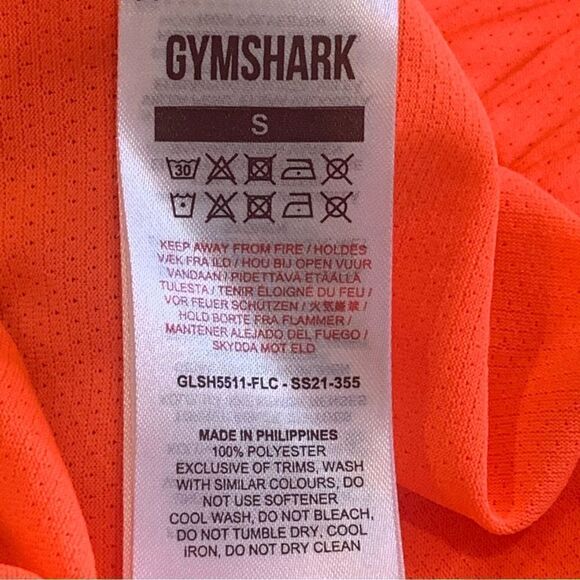 GYMSHARK
S
30
KEEP AWAY FROM FIRE / HOLDES
VÆK FRA ILD / HOU BIJ OPEN VUUR
VANDAAN / PIDETTÄVÄ ETÄÄLLÄ
TULESTA / TENIR ÉLOIGNÉ DU FEU /
VOR FEUER SCHÜTZEN / 火気厳禁 /
HOLD BORTE FRA FLAMMER /
MANTENER ALEJADO DEL FUEGO /
SKYDDA MOT ELD
GLSH5511-FLC - SS21-355
MADE IN PHILIPPINES
100% POLYESTER
EXCLUSIVE OF TRIMS, WASH
WITH SIMILAR COLOURS, DO
NOT USE SOFTENER
COOL WASH, DO NOT BLEACH,
DO NOT TUMBLE DRY, COOL
IRON, DO NOT DRY CLEAN